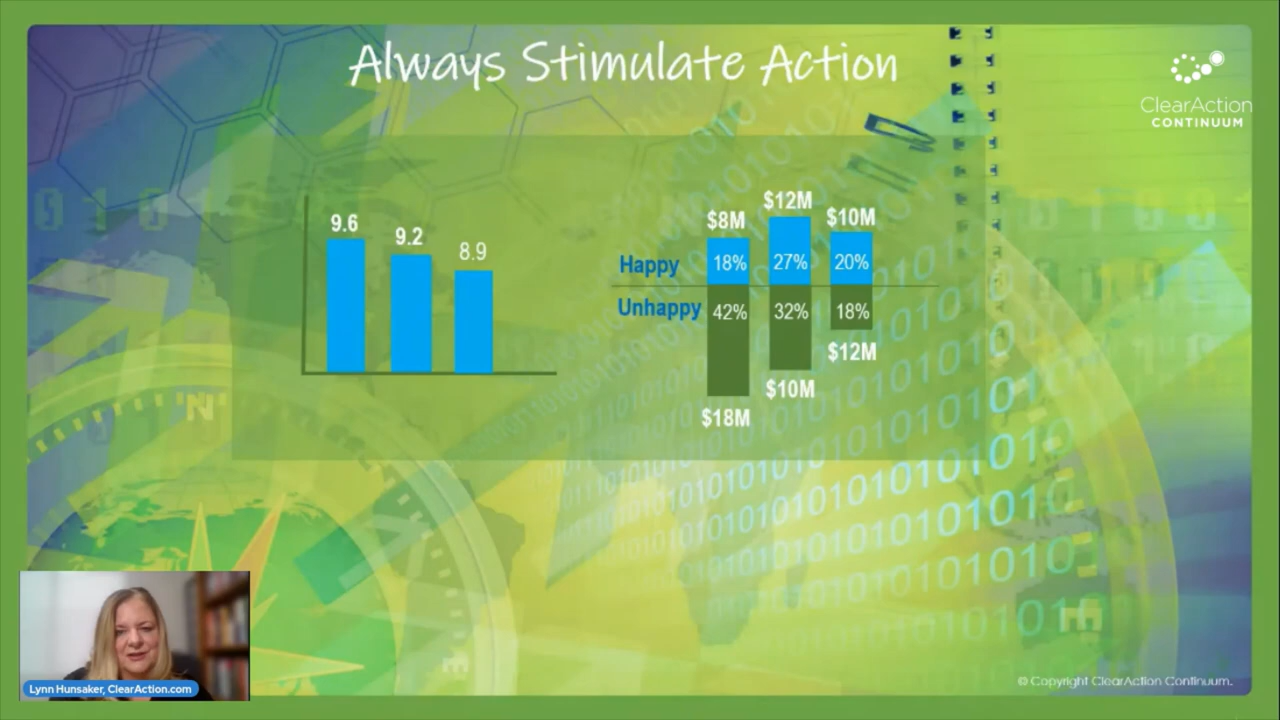 Always Stimulate Action
ClearAction
CONTINUUM
9.6
9.2
8.9
$8M
$12M
$10M
Happy
18%
27%
20%
Unhappy
42%
32%
18%
$12M
$10M
$18M
N
E
E
Lynn Hunsaker, ClearAction.com
© Copyright ClearAction Continuum.